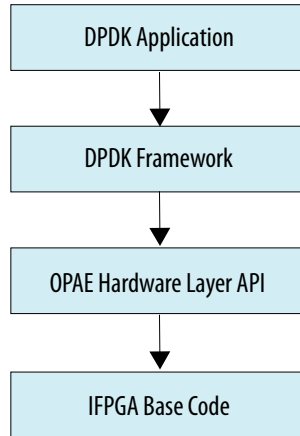 DPDK Application
DPDK Framework
OPAE Hardware Layer API
IFPGA Base Code